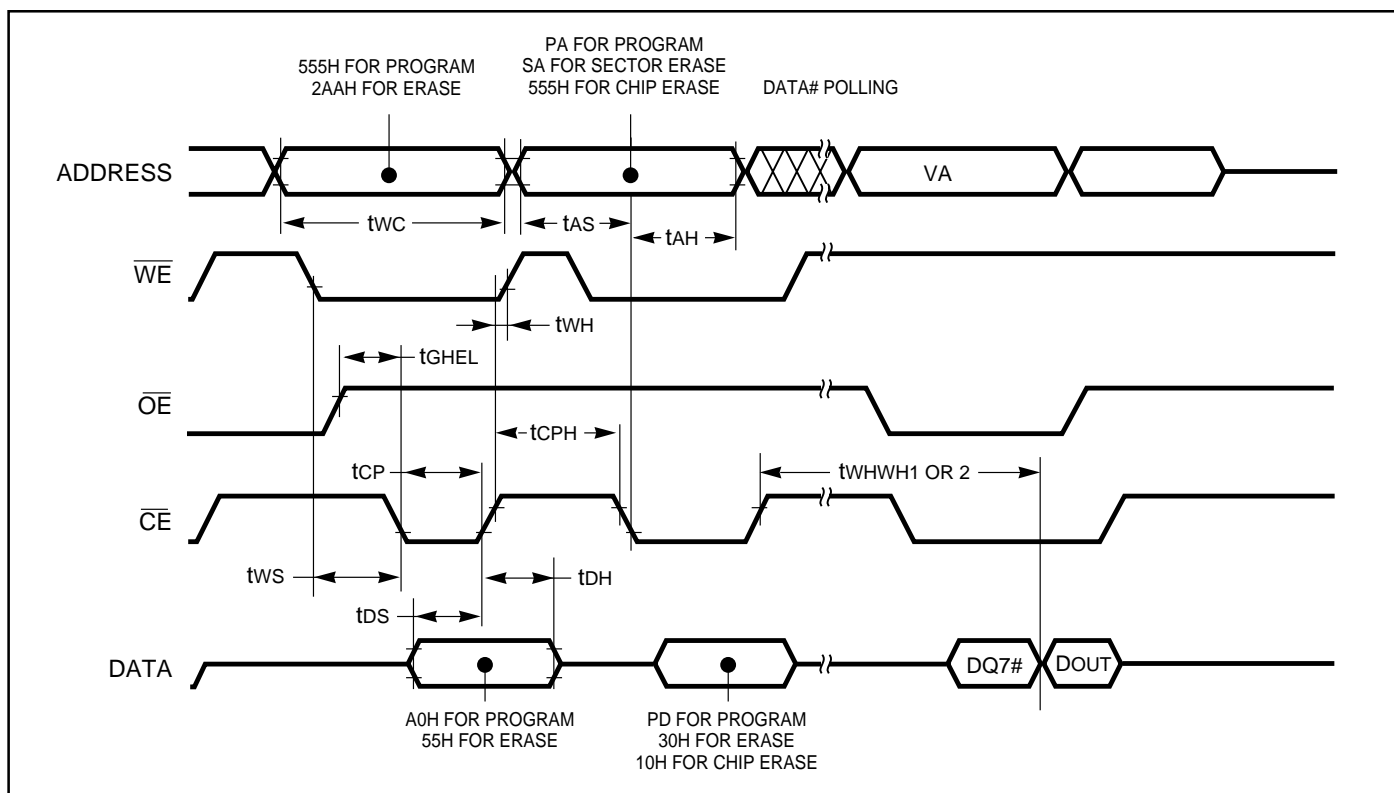 555H FOR PROGRAM
2AAH FOR ERASE
PA FOR PROGRAM
SA FOR SECTOR ERASE
555H FOR CHIP ERASE
DATA# POLLING
ADDRESS
VA
tWC
tAS
tAH
WE
tWH
tGHEL
OE
tCPH
tCP
tWHWH1 OR 2
CE
tWS
tDH
tDS
DATA
DQ7#
DOUT
A0H FOR PROGRAM
55H FOR ERASE
PD FOR PROGRAM
30H FOR ERASE
10H FOR CHIP ERASE